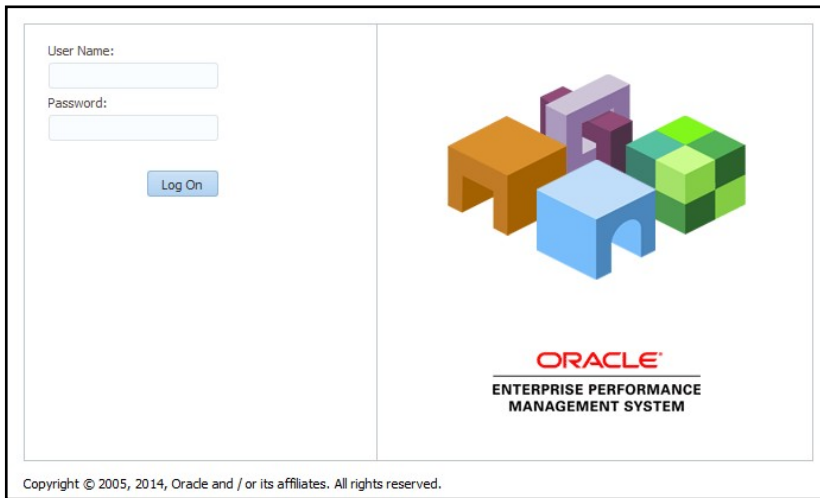 User Name:
Password:
Log On
ORACLE®
ENTERPRISE PERFORMANCE
MANAGEMENT SYSTEM
Copyright © 2005, 2014, Oracle and / or its affiliates. All rights reserved.